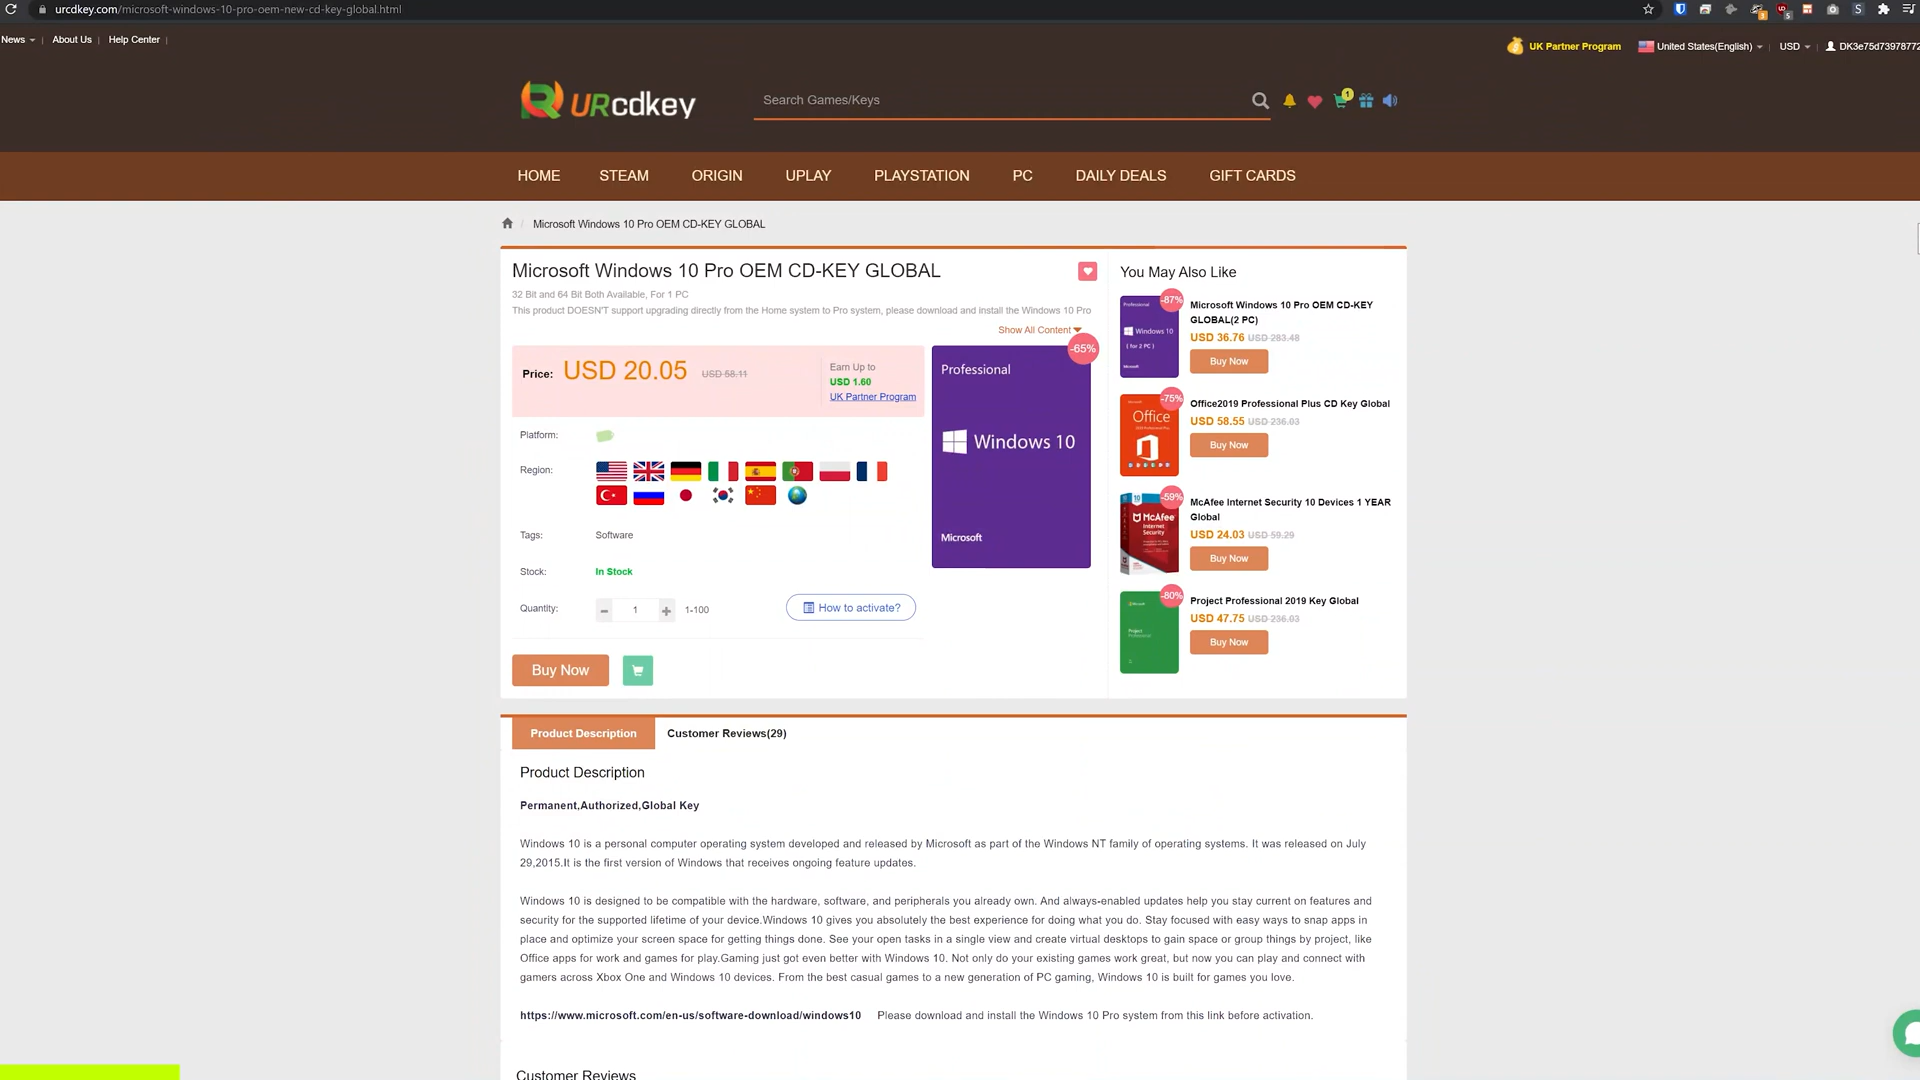 urcdkey.com/microsoft-windows-10-pro-oem-new-cd-key-global.html
News | About Us | Help Center |
UK Partner Program United States(English) USD DK3e75d73978772
URcdkey
Search Games/Keys
1
HOME STEAM ORIGIN UPLAY PLAYSTATION PC DAILY DEALS GIFT CARDS
/ Microsoft Windows 10 Pro OEM CD-KEY GLOBAL
Microsoft Windows 10 Pro OEM CD-KEY GLOBAL
32 Bit and 64 Bit Both Available, For 1 PC
This product DOESN'T support upgrading directly from the Home system to Pro system, please download and install the Windows 10 Pro
Show All Content
Price: USD 20.05 USD 58.11
Earn Up to
USD 1.60
UK Partner Program
-65%
Professional
Windows 10
Microsoft
Platform:
Region:
Tags: Software
Stock: In Stock
Quantity: - 1 + 1-100
How to activate?
Buy Now
You May Also Like
-87%
Professional
Windows 10
( for 2 PC )
Microsoft
Microsoft Windows 10 Pro OEM CD-KEY
GLOBAL(2 PC)
USD 36.76 USD 283.48
Buy Now
-75%
Office
Office2019 Professional Plus CD Key Global
USD 58.55 USD 236.03
Buy Now
-59%
10
McAfee
Internet
Security
McAfee Internet Security 10 Devices 1 YEAR
Global
USD 24.03 USD 59.29
Buy Now
-80%
Project
Professional
Project Professional 2019 Key Global
USD 47.75 USD 236.03
Buy Now
Product Description Customer Reviews(29)
Product Description
Permanent,Authorized,Global Key
Windows 10 is a personal computer operating system developed and released by Microsoft as part of the Windows NT family of operating systems. It was released on July
29,2015.It is the first version of Windows that receives ongoing feature updates.
Windows 10 is designed to be compatible with the hardware, software, and peripherals you already own. And always-enabled updates help you stay current on features and
security for the supported lifetime of your device.Windows 10 gives you absolutely the best experience for doing what you do. Stay focused with easy ways to snap apps in
place and optimize your screen space for getting things done. See your open tasks in a single view and create virtual desktops to gain space or group things by project, like
Office apps for work and games for play.Gaming just got even better with Windows 10. Not only do your existing games work great, but now you can play and connect with
gamers across Xbox One and Windows 10 devices. From the best casual games to a new generation of PC gaming, Windows 10 is built for games you love.
https://www.microsoft.com/en-us/software-download/windows10 Please download and install the Windows 10 Pro system from this link before activation.
Customer Reviews